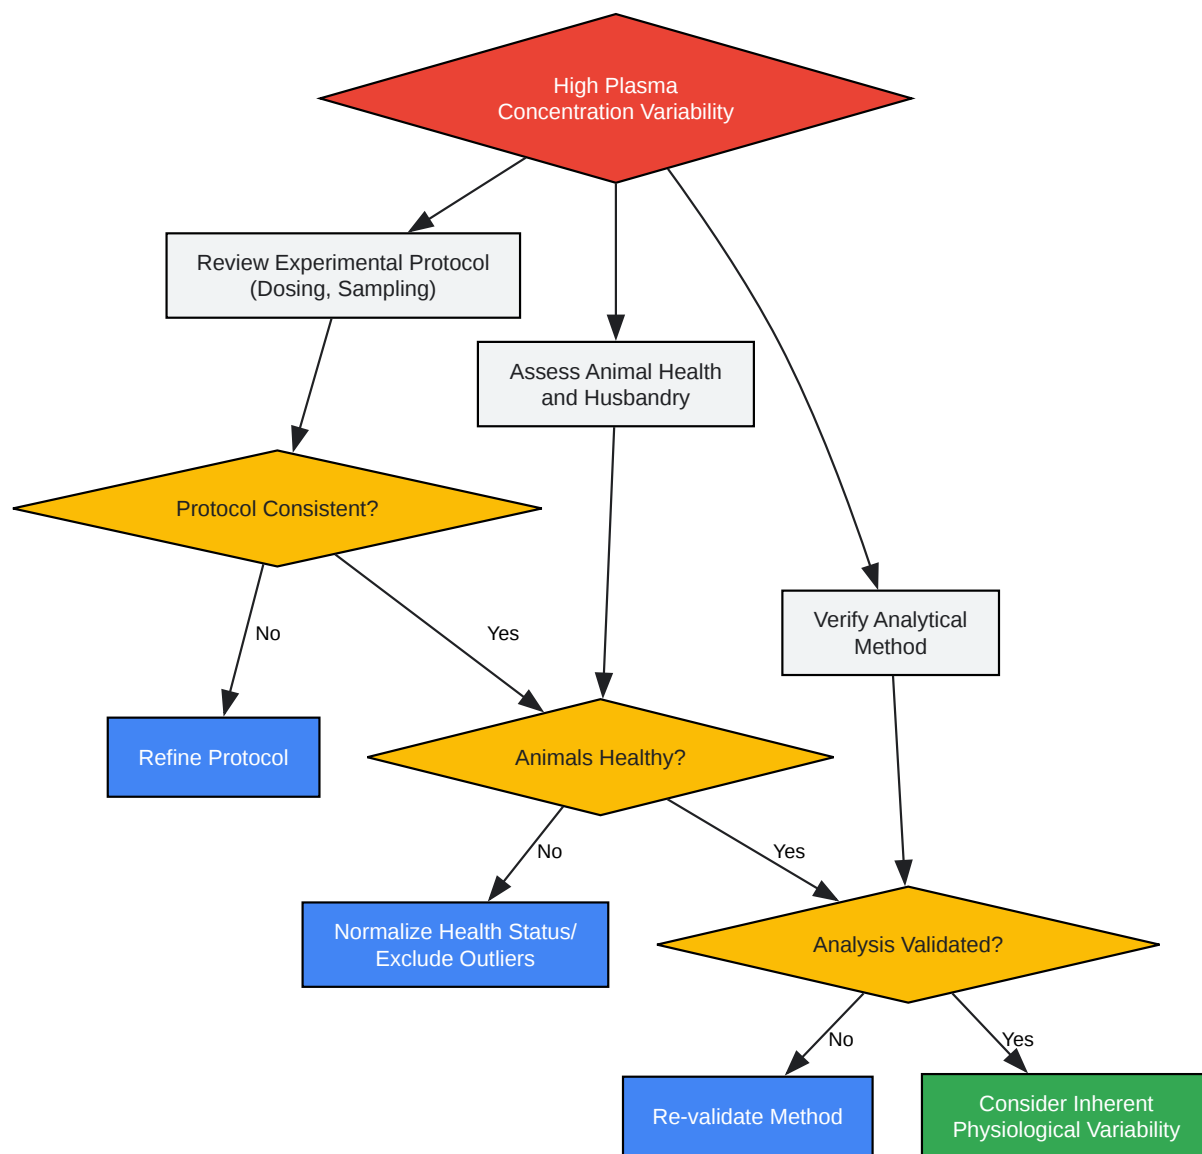 High Plasma
Concentration Variability
Review Experimental Protocol
(Dosing, Sampling)
Assess Animal Health
and Husbandry
Protocol Consistent?
Verify Analytical
Method
No
Yes
Refine Protocol
Animals Healthy?
No
Yes
Normalize Health Status/
Exclude Outliers
Analysis Validated?
No
Yes
Re-validate Method
Consider Inherent
Physiological Variability